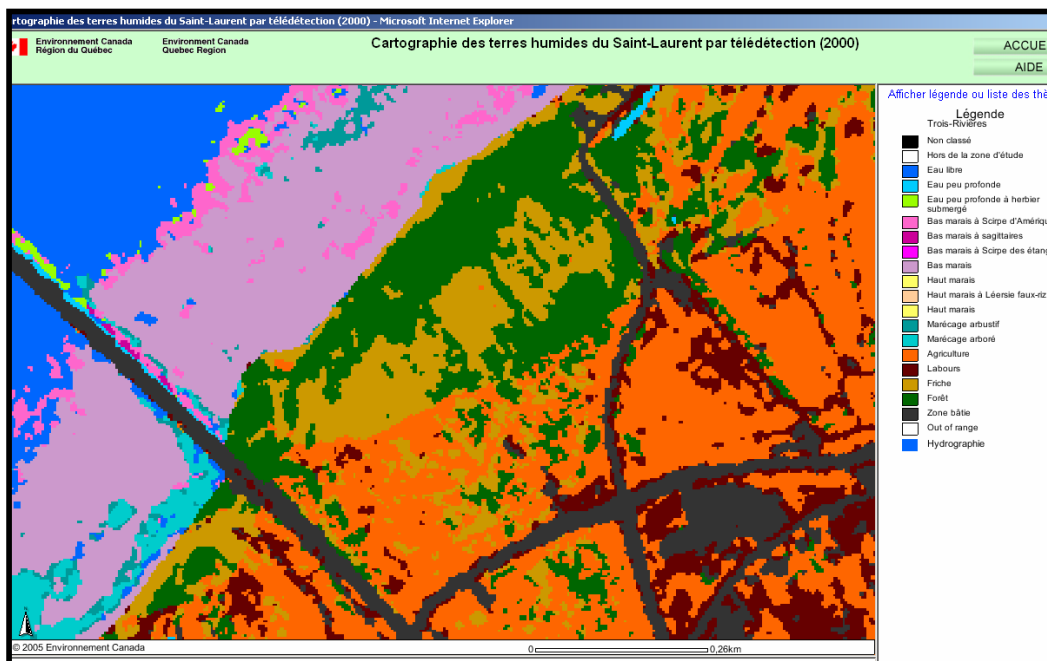 rtographie des terres humides du Saint-Laurent par télédétection (2000) - Microsoft Internet Explorer
Environnement Canada
Région du Québec
Environment Canada
Quebec Region
Cartographie des terres humides du Saint-Laurent par télédétection (2000)
ACCUE
AIDE
Afficher légende ou liste des thè
Légende
Trois-Rivières
Non classé
Hors de la zone d'étude
Eau libre
Eau peu profonde
Eau peu profonde à herbier
submergé
Bas marais à Scirpe d'Amériqu
Bas marais à sagittaires
Bas marais à Scirpe des étang
Bas marais
Haut marais
Haut marais à Léersie faux-riz
Haut marais
Marécage arbustif
Marécage arboré
Agriculture
Labours
Friche
Forêt
Zone bâtie
Out of range
Hydrographie
© 2005 Environnement Canada
0 0,26km